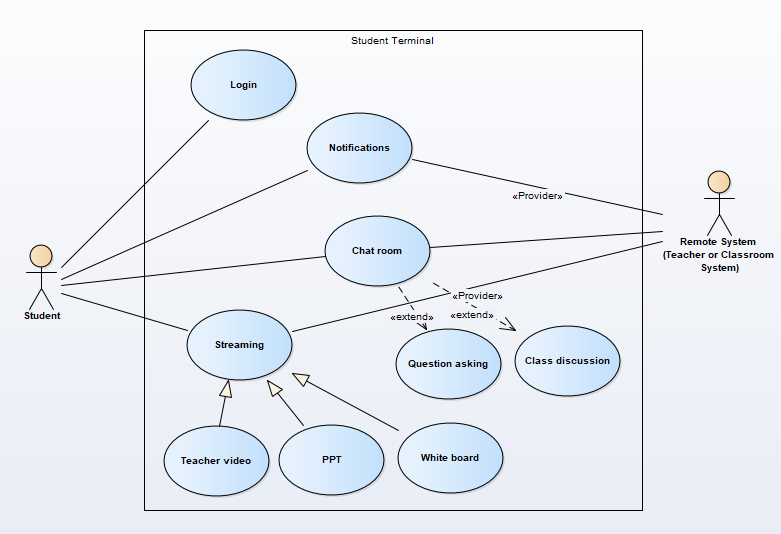 Student Terminal
Login
Notifications
«Provider»
Remote System
(Teacher or Classroom
System)
Chat room
Student
«Provider»
«extend»
«extend»
Streaming
Question asking
Class discussion
Teacher video
PPT
White board